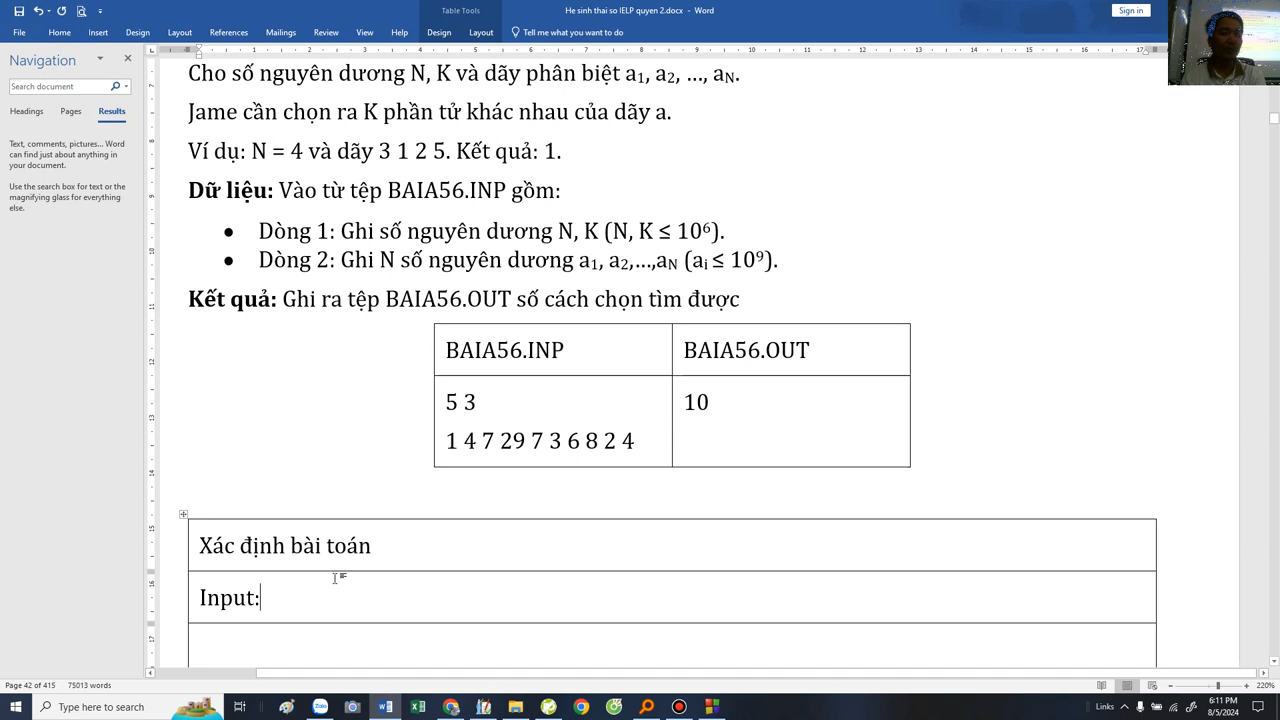 Table Tools
He sinh thai so IELP quyen 2.docx - Word
Sign in
File Home Insert Draw Design Layout References Mailings Review View Help Design Layout Tell me what you want to do
Navigation
Search document
Headings Pages Results
Text, comments, pictures... Word can find just about anything in your document.
Use the search box for text or the magnifying glass for everything else.
Cho số nguyên dương N, K và dãy phân biệt a1, a2, ..., aN.
Jame cần chọn ra K phần tử khác nhau của dãy a.
Ví dụ: N = 4 và dãy 3 1 2 5. Kết quả: 1.
Dữ liệu: Vào từ tệp BAIA56.INP gồm:
• Dòng 1: Ghi số nguyên dương N, K (N, K ≤ 10⁶).
• Dòng 2: Ghi N số nguyên dương a1, a2,...,aN (ai ≤ 10⁹).
Kết quả: Ghi ra tệp BAIA56.OUT số cách chọn tìm được
BAIA56.INP BAIA56.OUT
5 3 10
1 4 7 29 7 3 6 8 2 4
Xác định bài toán
Input:
Page 42 of 415 75013 words
220%
Type here to search
Zalo
6:11 PM
8/5/2024